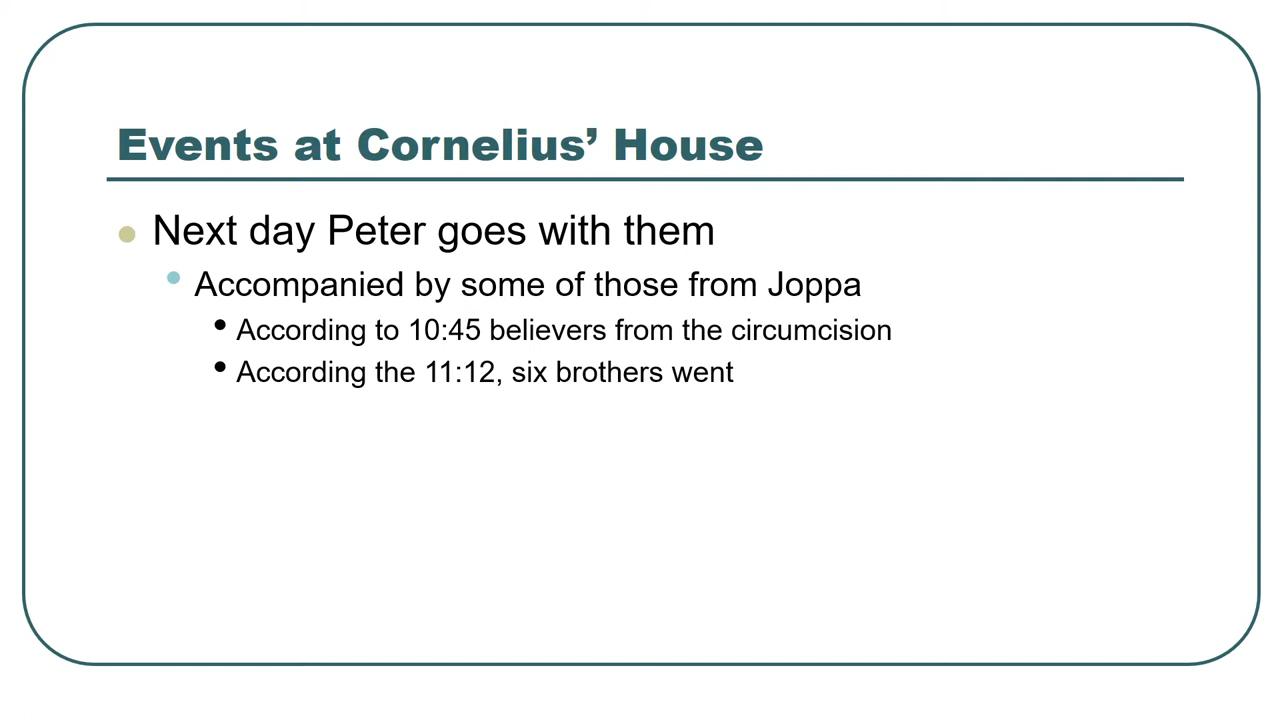 Events at Cornelius’ House
Next day Peter goes with them
Accompanied by some of those from Joppa
According to 10:45 believers from the circumcision
According the 11:12, six brothers went